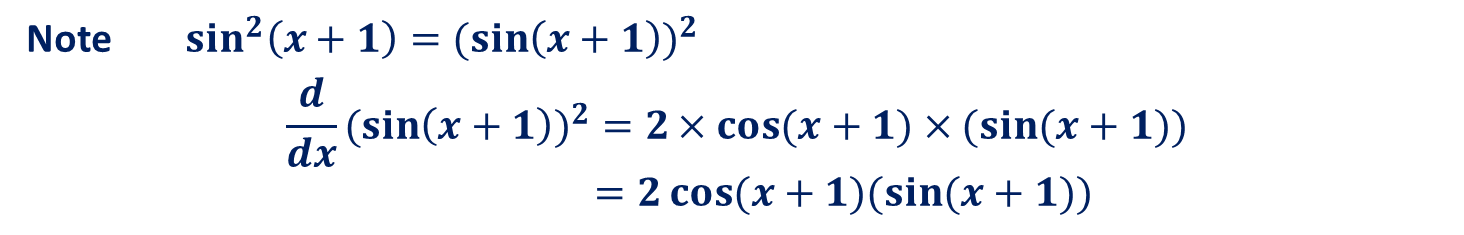 Note sin²(x + 1) = (sin(x + 1))²
d/dx (sin(x + 1))² = 2 × cos(x + 1) × (sin(x + 1))
= 2 cos(x + 1)(sin(x + 1))